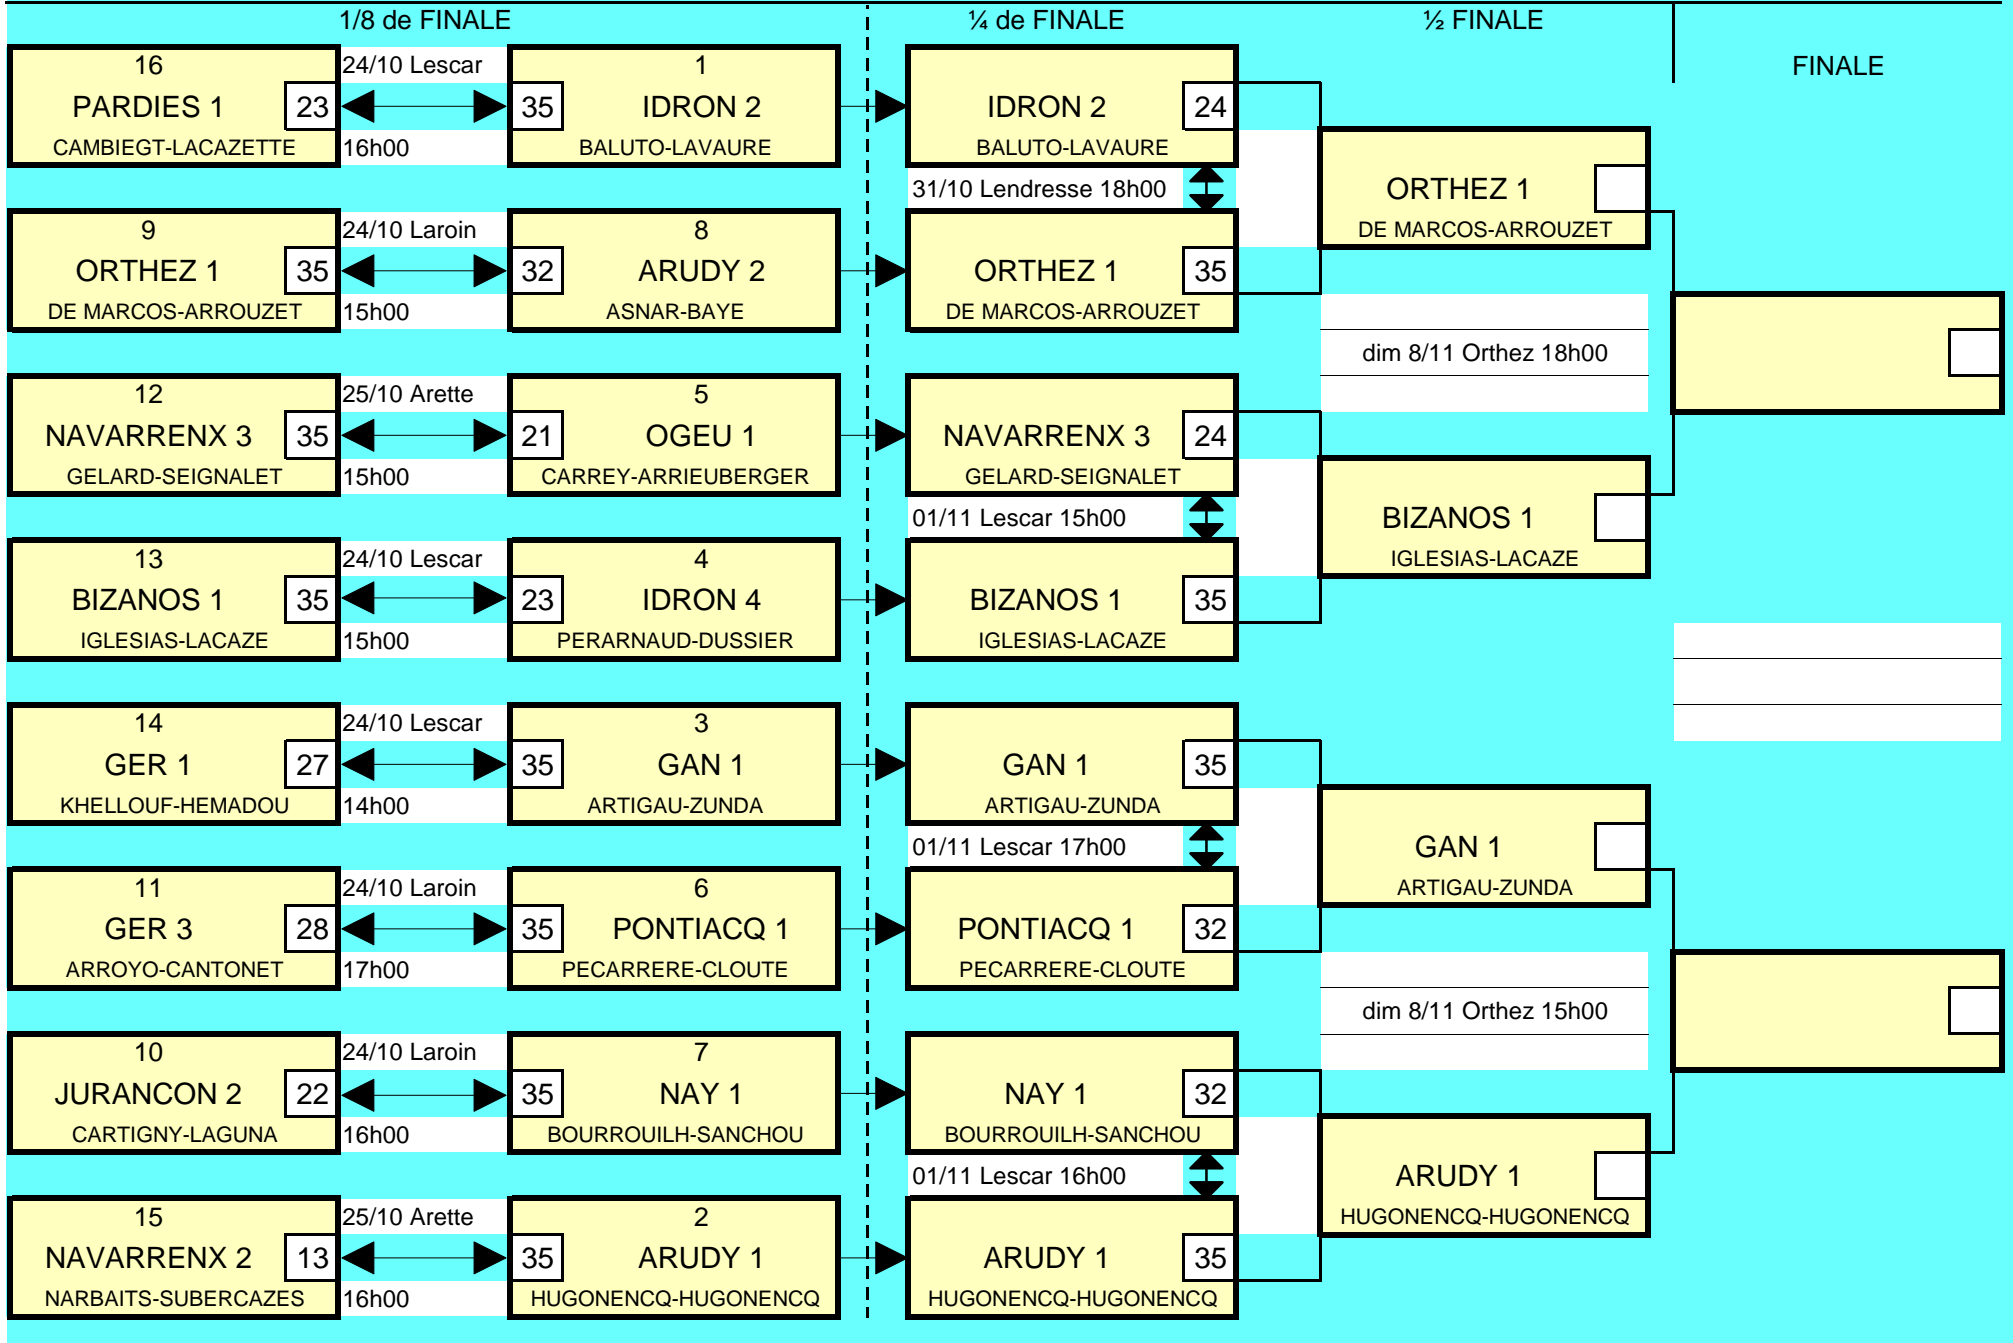 1/8 de FINALE
¼ de FINALE
½ FINALE
FINALE
16
PARDIES 1
23
CAMBIEGT-LACAZETTE
24/10 Lescar
16h00
1
35
IDRON 2
BALUTO-LAVAURE
9
ORTHEZ 1
35
DE MARCOS-ARROUZET
24/10 Laroin
15h00
8
32
ARUDY 2
ASNAR-BAYE
12
NAVARRENX 3
35
GELARD-SEIGNALET
25/10 Arette
15h00
5
21
OGEU 1
CARREY-ARRIEUBERGER
13
BIZANOS 1
35
IGLESIAS-LACAZE
24/10 Lescar
15h00
4
23
IDRON 4
PERARNAUD-DUSSIER
14
GER 1
27
KHELLOUF-HEMADOU
24/10 Lescar
14h00
3
35
GAN 1
ARTIGAU-ZUNDA
11
GER 3
28
ARROYO-CANTONET
24/10 Laroin
17h00
6
35
PONTIACQ 1
PECARRERE-CLOUTE
10
JURANCON 2
22
CARTIGNY-LAGUNA
24/10 Laroin
16h00
7
35
NAY 1
BOURROUILH-SANCHOU
15
NAVARRENX 2
13
NARBAITS-SUBERCAZES
25/10 Arette
16h00
2
35
ARUDY 1
HUGONENCQ-HUGONENCQ
IDRON 2
24
BALUTO-LAVAURE
31/10 Lendresse 18h00
ORTHEZ 1
35
DE MARCOS-ARROUZET
NAVARRENX 3
24
GELARD-SEIGNALET
01/11 Lescar 15h00
BIZANOS 1
35
IGLESIAS-LACAZE
GAN 1
35
ARTIGAU-ZUNDA
01/11 Lescar 17h00
PONTIACQ 1
32
PECARRERE-CLOUTE
NAY 1
32
BOURROUILH-SANCHOU
01/11 Lescar 16h00
ARUDY 1
35
HUGONENCQ-HUGONENCQ
ORTHEZ 1
DE MARCOS-ARROUZET
dim 8/11 Orthez 18h00
BIZANOS 1
IGLESIAS-LACAZE
GAN 1
ARTIGAU-ZUNDA
dim 8/11 Orthez 15h00
ARUDY 1
HUGONENCQ-HUGONENCQ